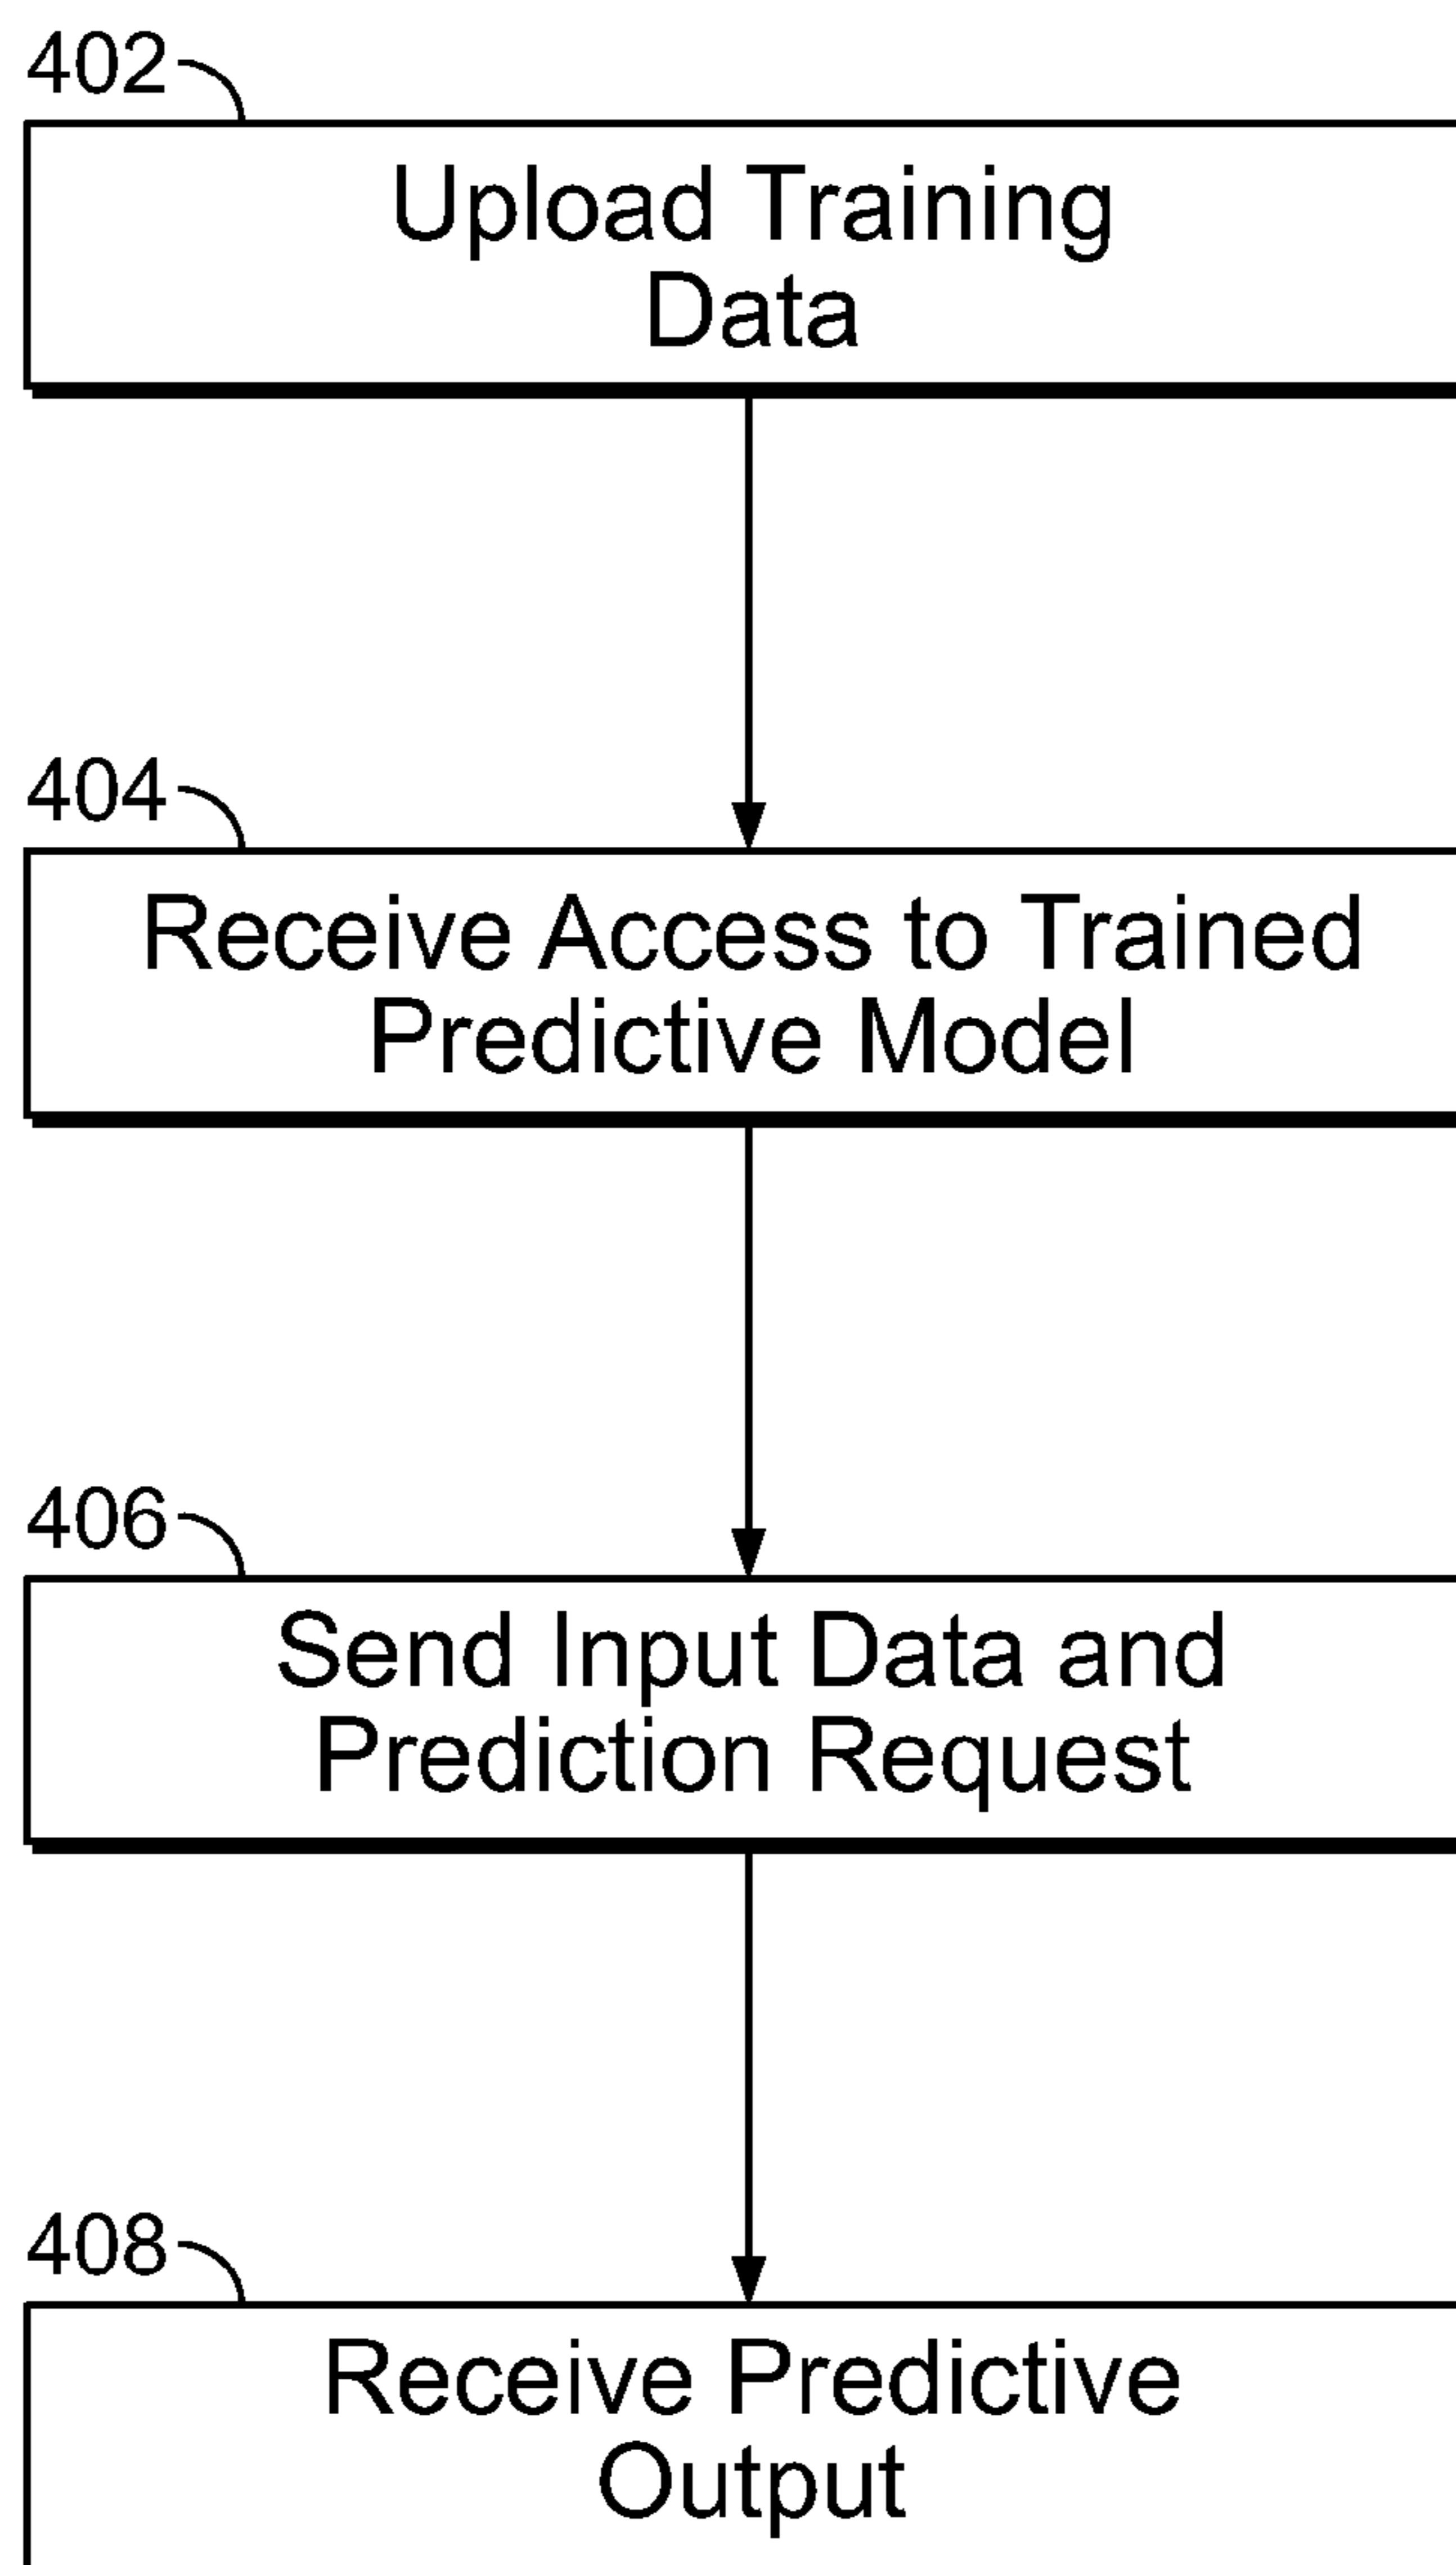 402
Upload Training
Data
404
Receive Access to Trained
Predictive Model
406
Send Input Data and
Prediction Request
408
Receive Predictive
Output